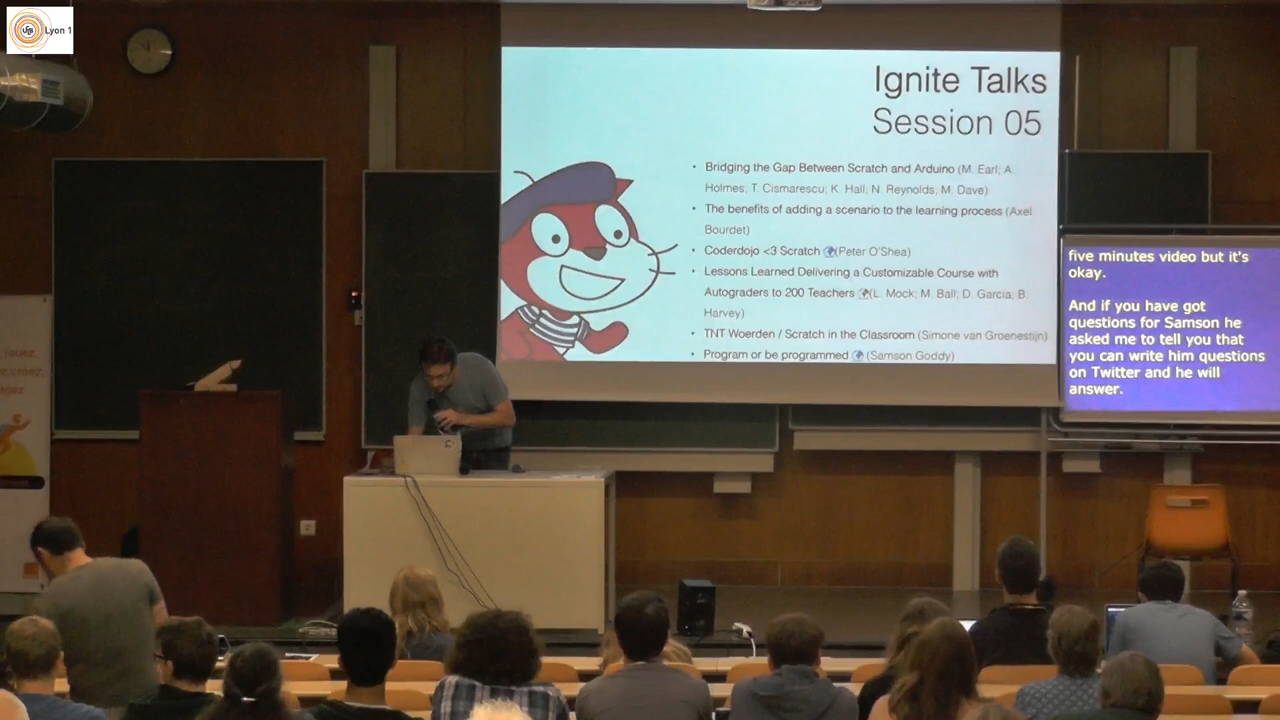 Lyon 1
Ignite Talks
Session 05
• Bridging the Gap Between Scratch and Arduino (M. Earl; A.
Holmes; T. Cismarescu; K. Hall; N. Reynolds; M. Dave)
• The benefits of adding a scenario to the learning process (Axel
Bourdet)
• Coderdojo <3 Scratch (Peter O'Shea)
• Lessons Learned Delivering a Customizable Course with
Autograders to 200 Teachers (L. Mock; M. Ball; D. Garcia; B.
Harvey)
• TNT Woerden / Scratch in the Classroom (Simone van Groenestijn)
• Program or be programmed (Samson Goddy)
five minutes video but it's
okay.
And if you have got
questions for Samson he
asked me to tell you that
you can write him questions
on Twitter and he will
answer.